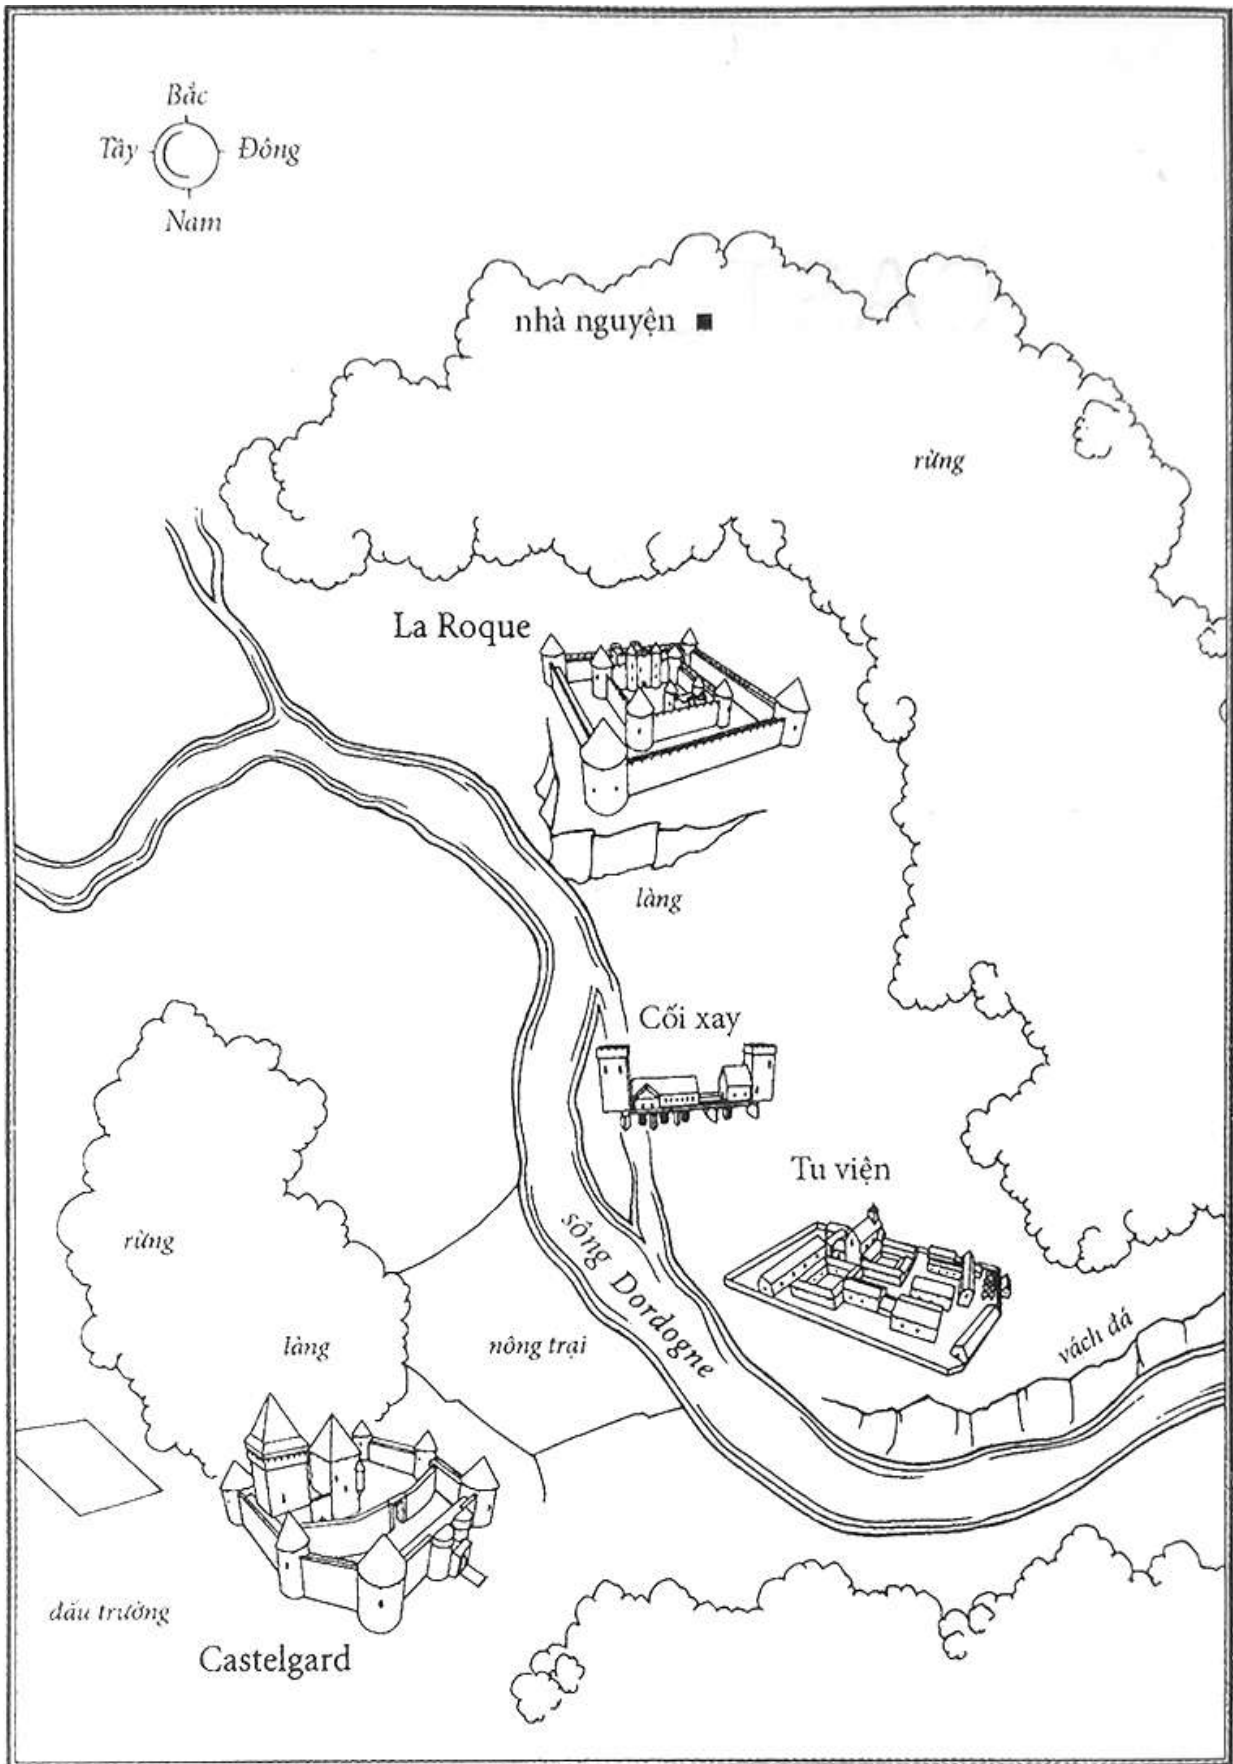 Bắc
Tây
Đông
Nam
nhà nguyện
rừng
La Roque
làng
Cối xay
Tu viện
rừng
sông Dordogne
làng
nông trại
vách đá
đấu trường
Castelgard